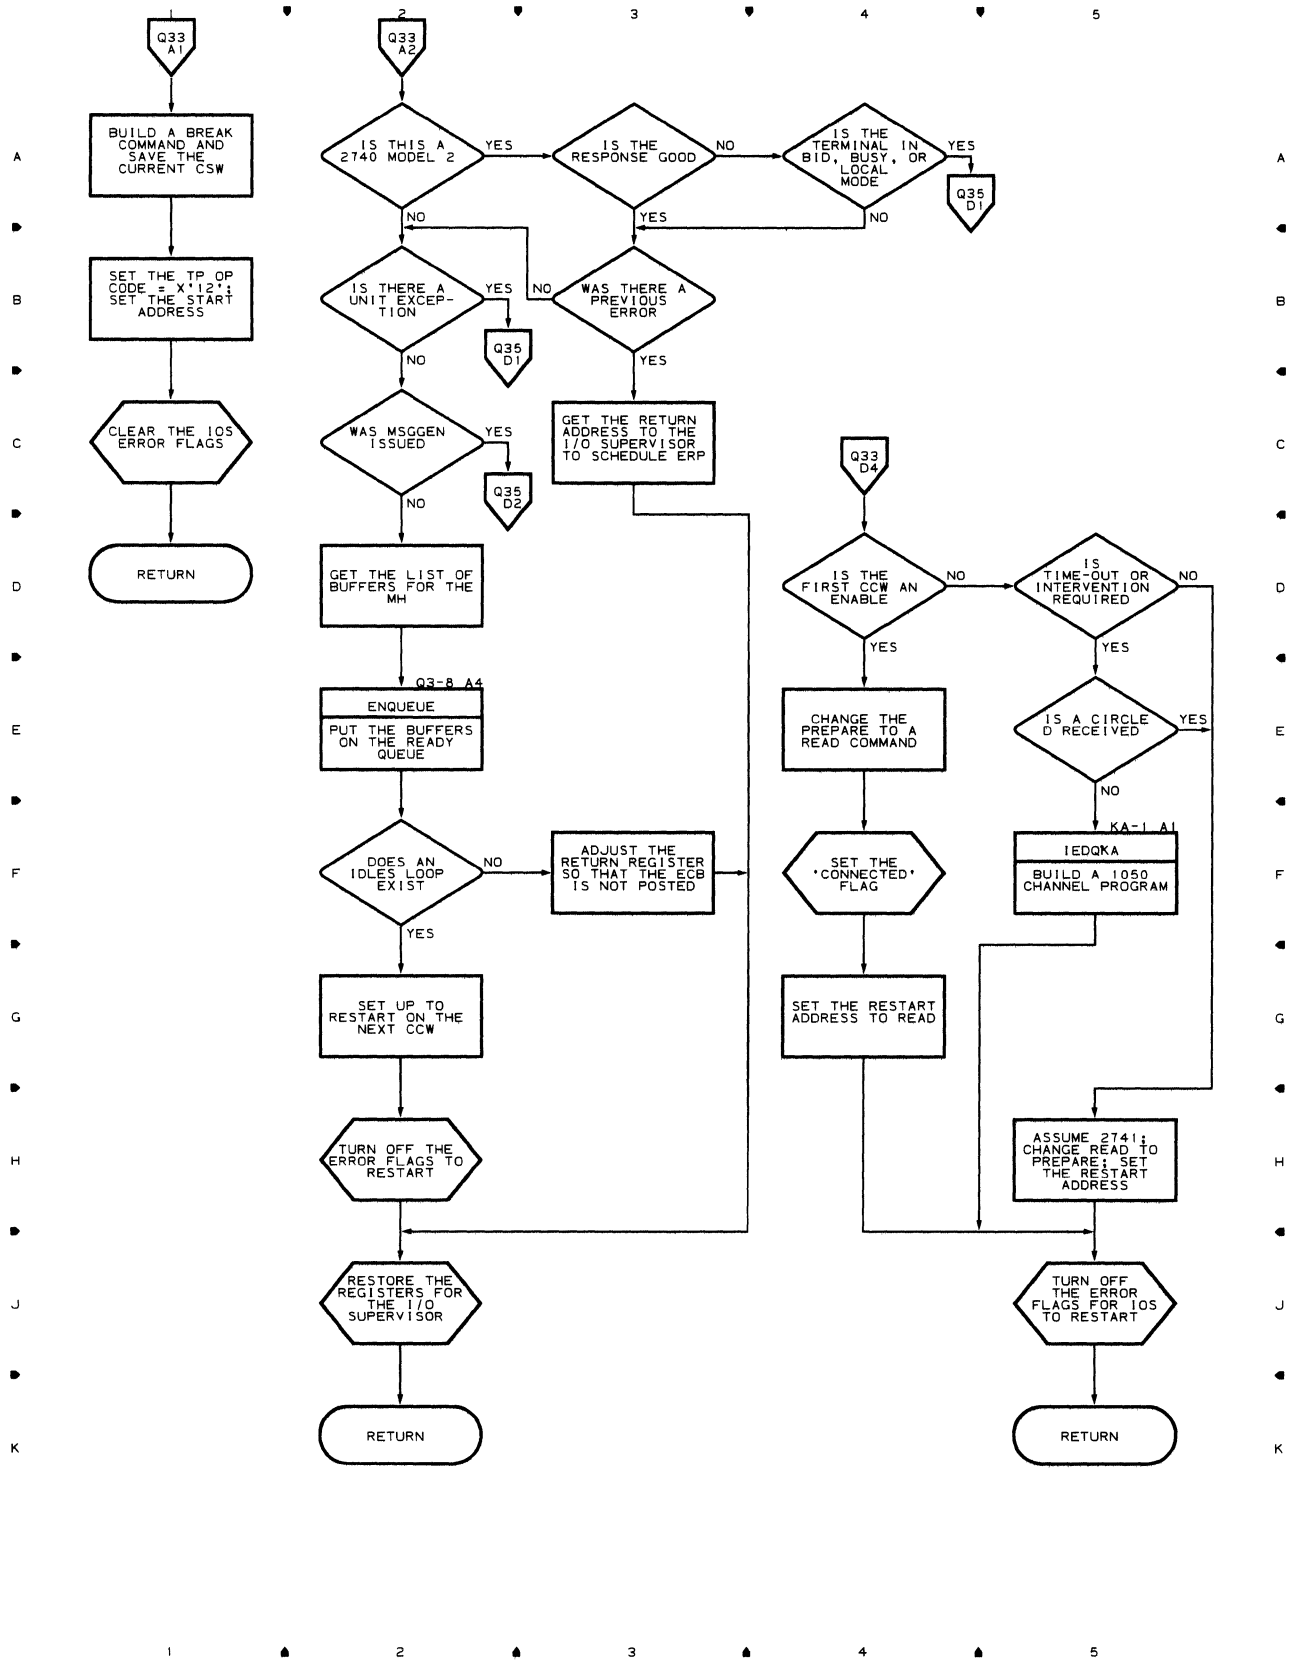 1 2 3 4 5
Q33
A1
Q33
A2
A
A
BUILD A BREAK
COMMAND AND
SAVE THE
CURRENT CSW
IS THIS A
2740 MODEL 2
YES
NO
IS THE
RESPONSE GOOD
NO
YES
IS THE
TERMINAL IN
BID, BUSY, OR
LOCAL
MODE
YES
NO
Q35
D1
B
B
SET THE TP OP
CODE = X'12';
SET THE START
ADDRESS
IS THERE A
UNIT EXCEP-
TION
YES
NO
Q35
D1
NO
WAS THERE A
PREVIOUS
ERROR
YES
C
C
CLEAR THE IOS
ERROR FLAGS
WAS MSGGEN
ISSUED
YES
NO
Q35
D2
GET THE RETURN
ADDRESS TO THE
I/O SUPERVISOR
TO SCHEDULE ERP
Q33
D4
D
D
RETURN
GET THE LIST OF
BUFFERS FOR THE
MH
IS THE
FIRST CCW AN
ENABLE
NO
YES
IS
TIME-OUT OR
INTERVENTION
REQUIRED
NO
YES
E
E
Q3-8 A4
ENQUEUE
PUT THE BUFFERS
ON THE READY
QUEUE
CHANGE THE
PREPARE TO A
READ COMMAND
IS A CIRCLE
D RECEIVED
YES
NO
F
F
DOES AN
IDLES LOOP
EXIST
NO
YES
ADJUST THE
RETURN REGISTER
SO THAT THE ECB
IS NOT POSTED
SET THE
'CONNECTED'
FLAG
KA-1 A1
IEDQKA
BUILD A 1050
CHANNEL PROGRAM
G
G
SET UP TO
RESTART ON THE
NEXT CCW
SET THE RESTART
ADDRESS TO READ
H
H
TURN OFF THE
ERROR FLAGS TO
RESTART
ASSUME 2741;
CHANGE READ TO
PREPARE; SET
THE RESTART
ADDRESS
J
J
RESTORE THE
REGISTERS FOR
THE I/O
SUPERVISOR
TURN OFF
THE ERROR
FLAGS FOR IOS
TO RESTART
K
K
RETURN
RETURN
1 2 3 4 5